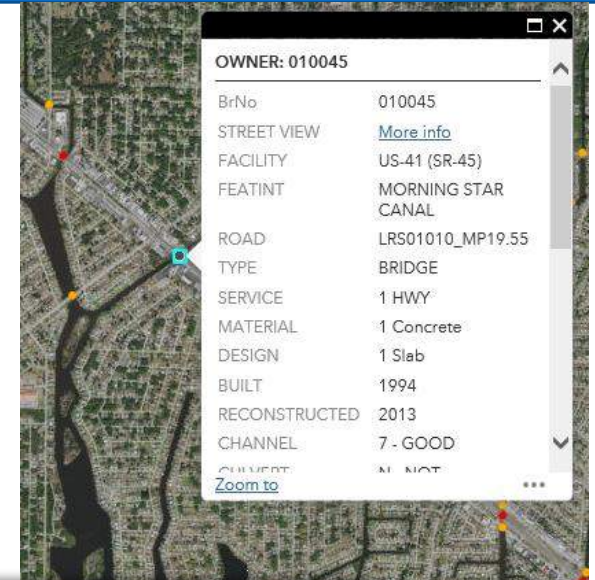 OWNER: 010045
BrNo 010045
STREET VIEW More info
FACILITY US-41 (SR-45)
FEATINT MORNING STAR
CANAL
ROAD LRS01010_MP19.55
TYPE BRIDGE
SERVICE 1 HWY
MATERIAL 1 Concrete
DESIGN 1 Slab
BUILT 1994
RECONSTRUCTED 2013
CHANNEL 7 - GOOD
CULVERT N - NOT
Zoom to